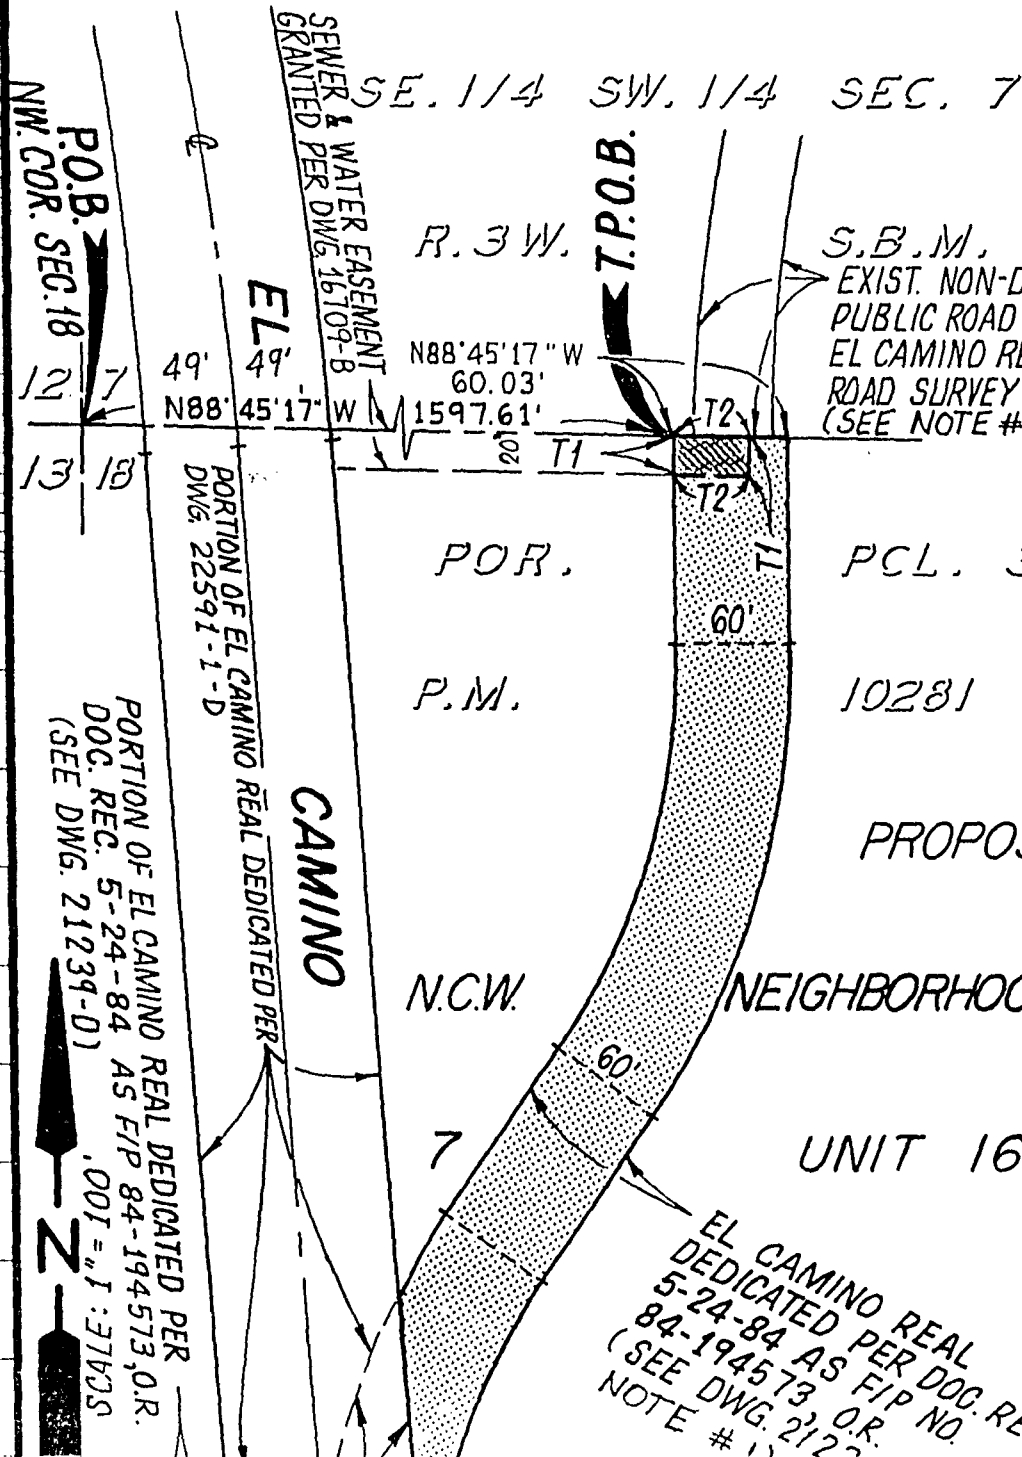 SE. 1/4 SW. 1/4 SEC. 7
SEWER & WATER EASEMENT
GRANTED PER DWG. 16709-B
P.O.B.
NW. COR. SEC. 18
℄
T.P.O.B.
R. 3 W.
S.B.M.
EXIST. NON-D
PUBLIC ROAD
EL CAMINO RE
ROAD SURVEY
(SEE NOTE #
EL
12 7
49' 49'
N88°45'17"W
60.03'
N88°45'17"W
1597.61'
T2
20'
T1
13 18
T2
T1
PORTION OF EL CAMINO REAL DEDICATED PER
DWG. 22591-1-D
POR.
PCL. 3
60'
P.M.
10281
PORTION OF EL CAMINO REAL DEDICATED PER
DOC. REC. 5-24-84 AS F/P 84-194573, O.R.
(SEE DWG. 21239-D)
CAMINO
PROPOS
N.C.W.
NEIGHBORHOO
60'
7
UNIT 16
N
SCALE: 1"= 100'
EL CAMINO REAL
DEDICATED PER DOC. RE
5-24-84 AS F/P NO.
84-194573, O.R.
(SEE DWG. 
NOTE #